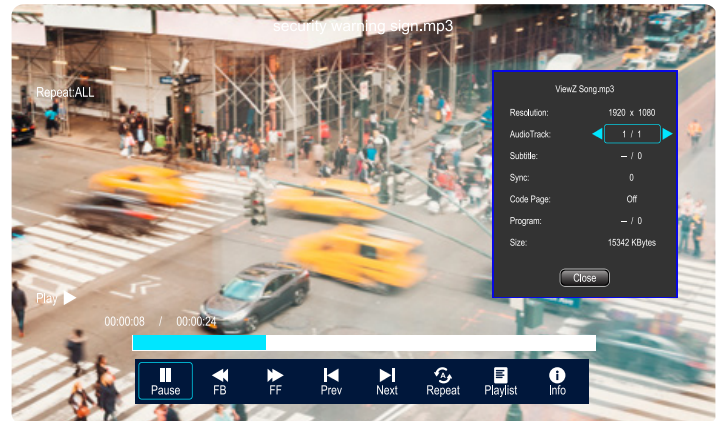 security warning sign.mp3
Repeat:ALL
ViewZ Song.mp3
Resolution: 1920 x 1080
AudioTrack: 1 / 1
Subtitle: – / 0
Sync: 0
Code Page: Off
Program: – / 0
Size: 15342 KBytes
Close
Play
00:00:08 / 00:00:24
Pause FB FF Prev Next Repeat Playlist Info